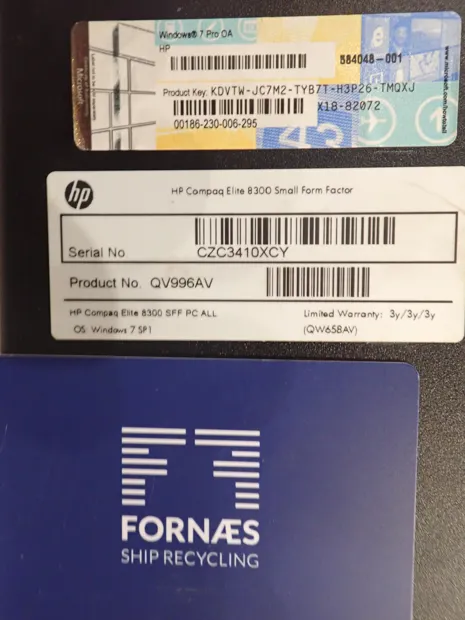 Windows® 7 Pro OA
HP
584048-001
Product Key: KDVTW-JC7M2-TYB7T-H3P26-TMQXJ
X18-82072
00186-230-006-295
Microsoft
hp
HP Compaq Elite 8300 Small Form Factor
Serial No CZC3410XCY
Product No. QV996AV
HP Compaq Elite 8300 SFF PC ALL
Limited Warranty: 3y/3y/3y
OS: Windows 7 SP1
(QW658AV)
FORNÆS
SHIP RECYCLING